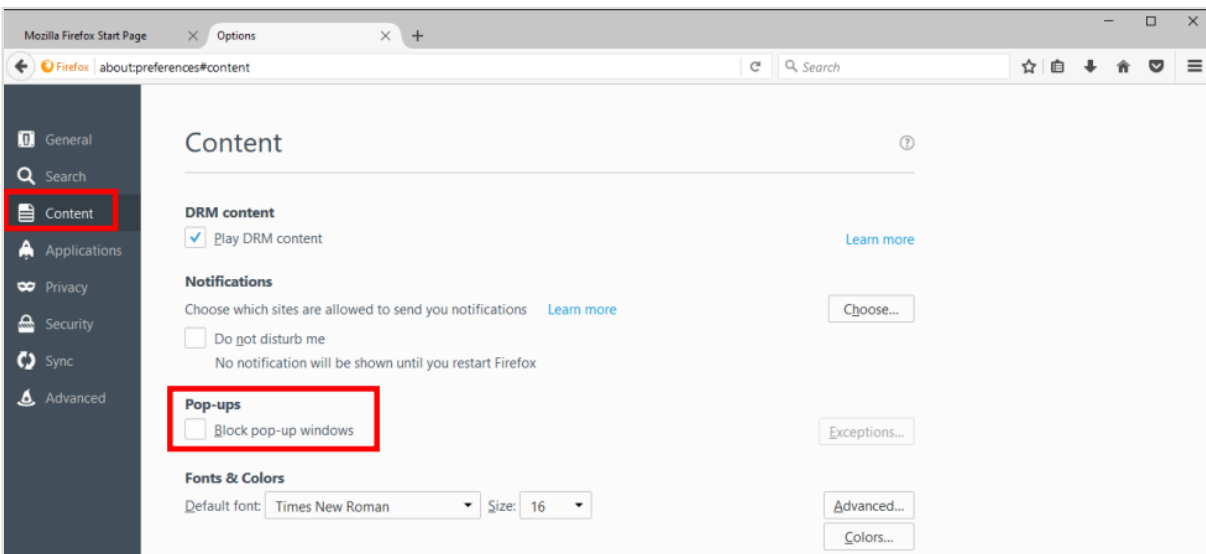 Mozilla Firefox Start Page
Options
Firefox about:preferences#content
Search
General
Search
Content
Applications
Privacy
Security
Sync
Advanced
Content
DRM content
Play DRM content Learn more
Notifications
Choose which sites are allowed to send you notifications Learn more Choose...
Do not disturb me
No notification will be shown until you restart Firefox
Pop-ups
Block pop-up windows Exceptions...
Fonts & Colors
Default font: Times New Roman Size: 16 Advanced...
Colors...